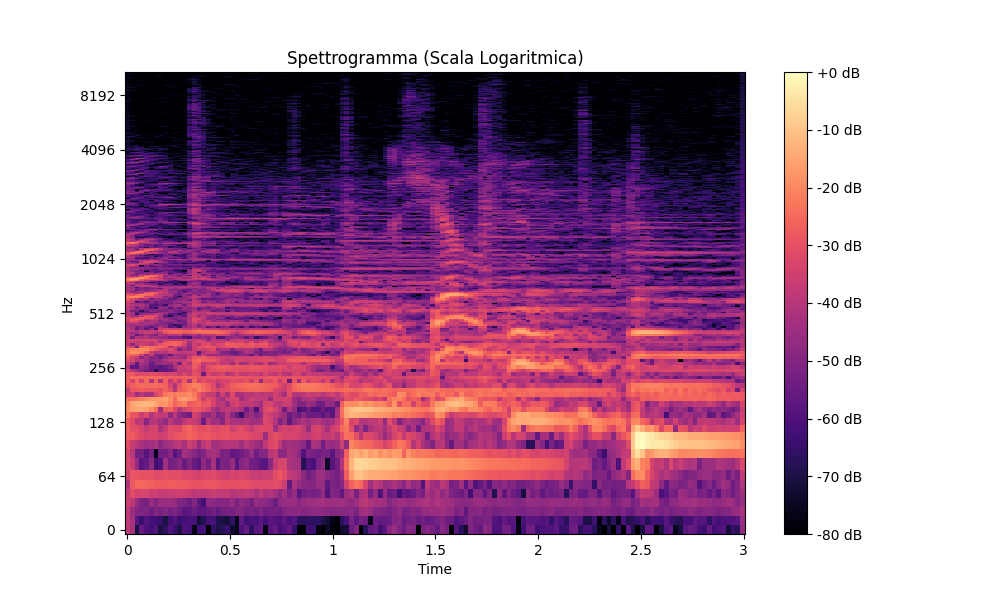 Spettrogramma (Scala Logaritmica)
8192
4096
2048
1024
512
256
128
64
0
Hz
0
0.5
1
1.5
2
2.5
3
Time
+0 dB
-10 dB
-20 dB
-30 dB
-40 dB
-50 dB
-60 dB
-70 dB
-80 dB